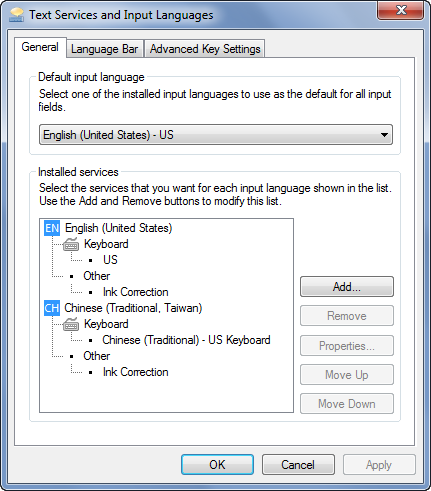 Text Services and Input Languages
General
Language Bar
Advanced Key Settings
Default input language
Select one of the installed input languages to use as the default for all input
fields.
English (United States) - US
Installed services
Select the services that you want for each input language shown in the list.
Use the Add and Remove buttons to modify this list.
EN English (United States)
Keyboard
US
Other
Ink Correction
CH Chinese (Traditional, Taiwan)
Keyboard
Chinese (Traditional) - US Keyboard
Other
Ink Correction
Add...
Remove
Properties...
Move Up
Move Down
OK
Cancel
Apply